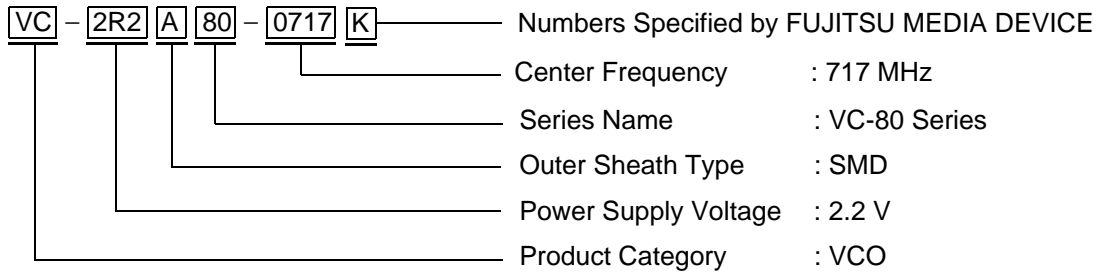 VC – 2R2 A 80 – 0717 K Numbers Specified by FUJITSU MEDIA DEVICE
Center Frequency : 717 MHz
Series Name : VC-80 Series
Outer Sheath Type : SMD
Power Supply Voltage : 2.2 V
Product Category : VCO